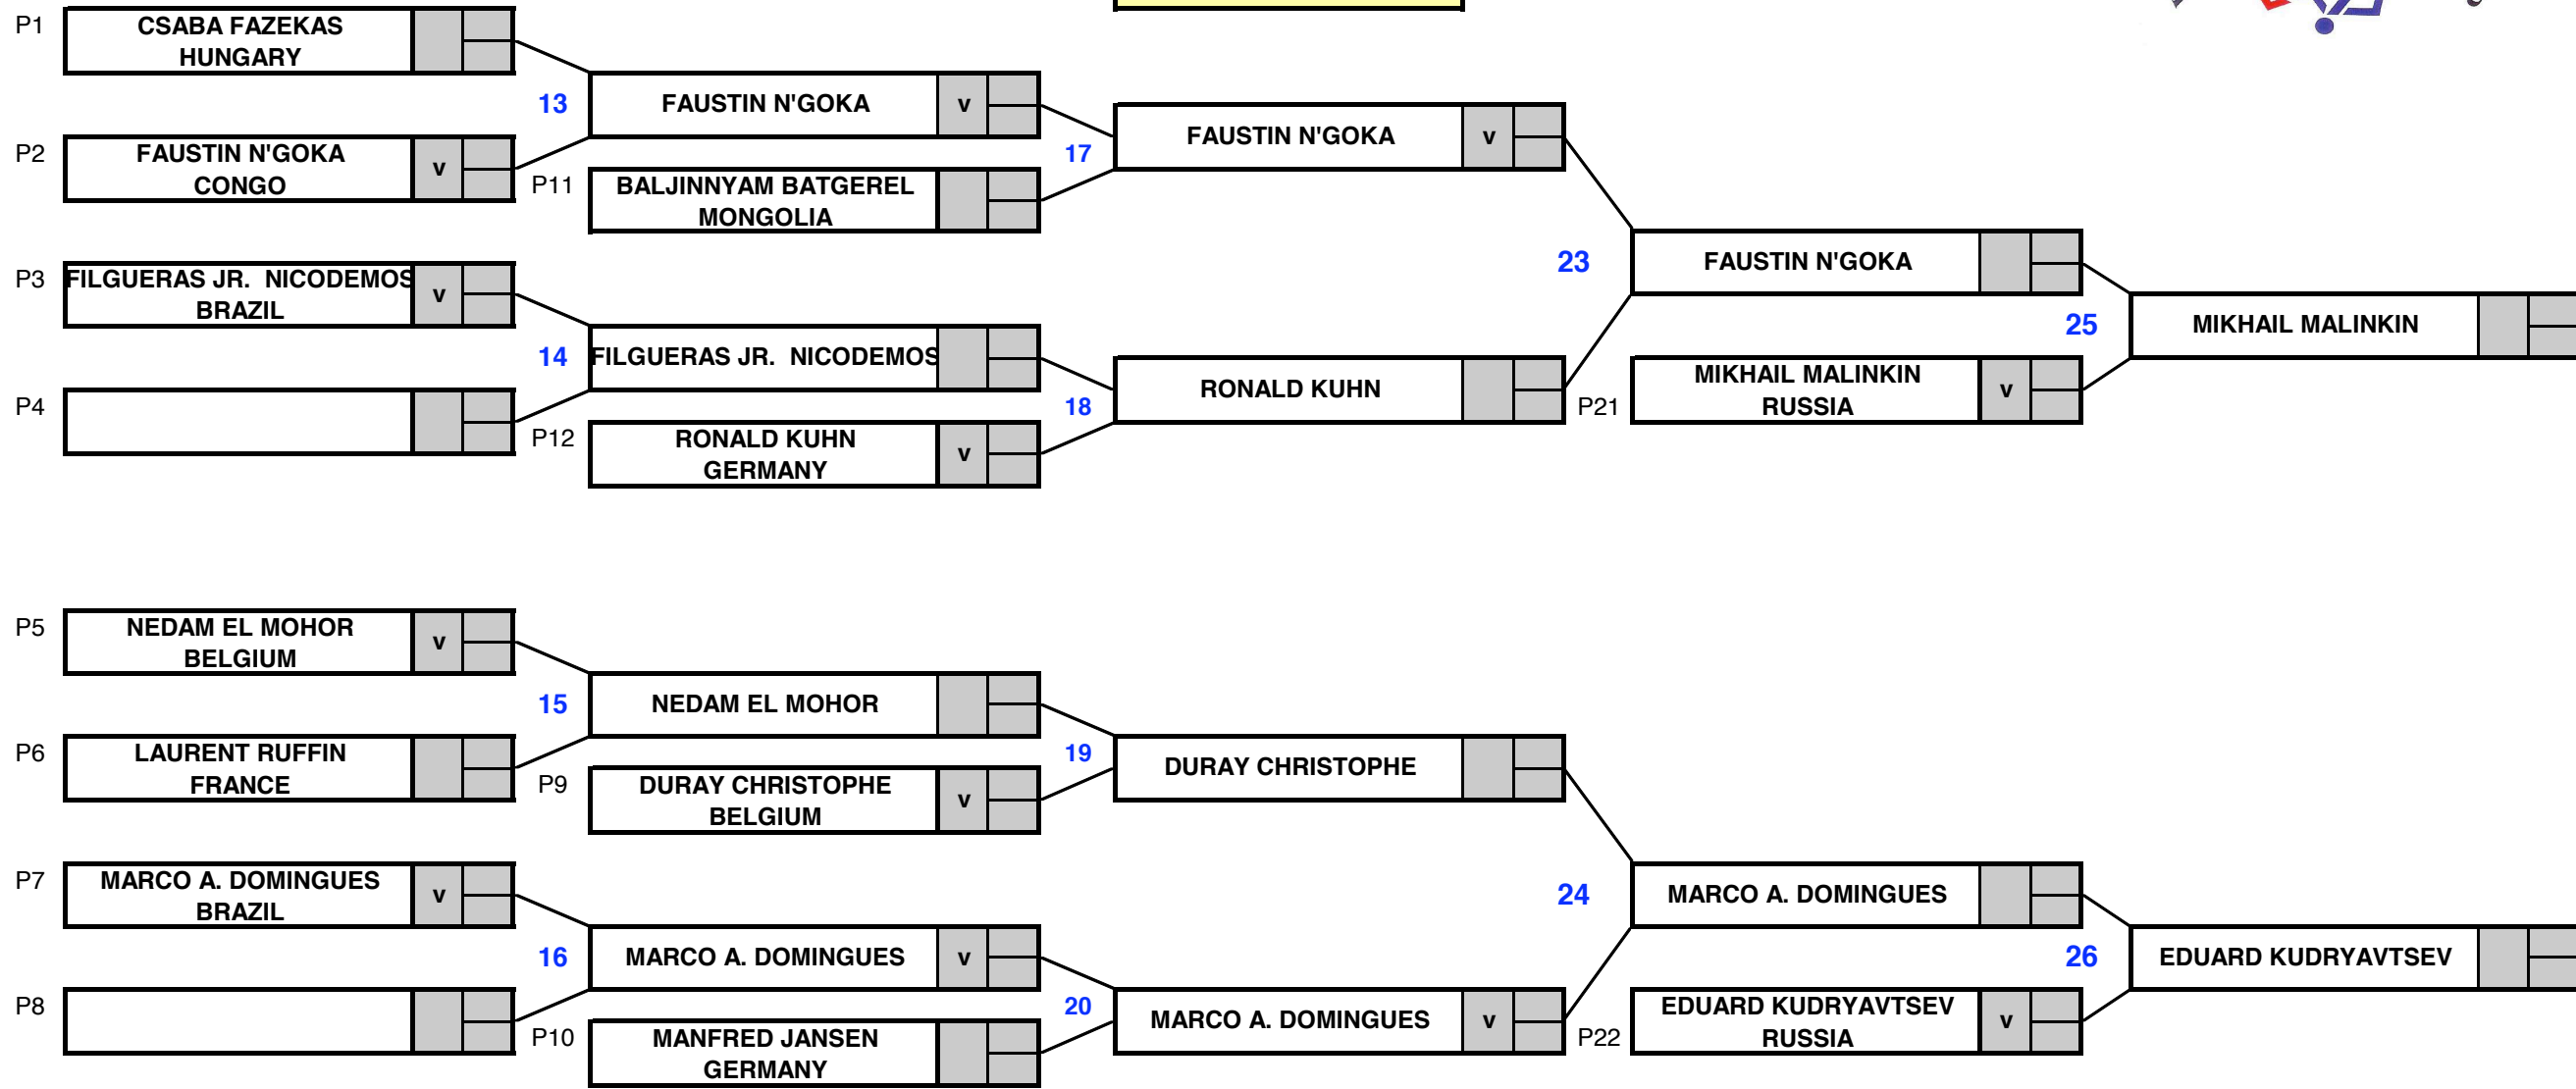 P1
CSABA FAZEKAS
HUNGARY
13
FAUSTIN N'GOKA
v
P2
FAUSTIN N'GOKA
CONGO
v
P11
BALJINNYAM BATGEREL
MONGOLIA
17
FAUSTIN N'GOKA
v
P3
FILGUERAS JR.  NICODEMOS
BRAZIL
v
14
FILGUERAS JR.  NICODEMOS
P4
P12
RONALD KUHN
GERMANY
v
18
RONALD KUHN
23
FAUSTIN N'GOKA
P21
MIKHAIL MALINKIN
RUSSIA
v
25
MIKHAIL MALINKIN
P5
NEDAM EL MOHOR
BELGIUM
v
15
NEDAM EL MOHOR
P6
LAURENT RUFFIN
FRANCE
P9
DURAY CHRISTOPHE
BELGIUM
v
19
DURAY CHRISTOPHE
P7
MARCO A. DOMINGUES
BRAZIL
v
16
MARCO A. DOMINGUES
v
P8
P10
MANFRED JANSEN
GERMANY
20
MARCO A. DOMINGUES
v
24
MARCO A. DOMINGUES
P22
EDUARD KUDRYAVTSEV
RUSSIA
v
26
EDUARD KUDRYAVTSEV